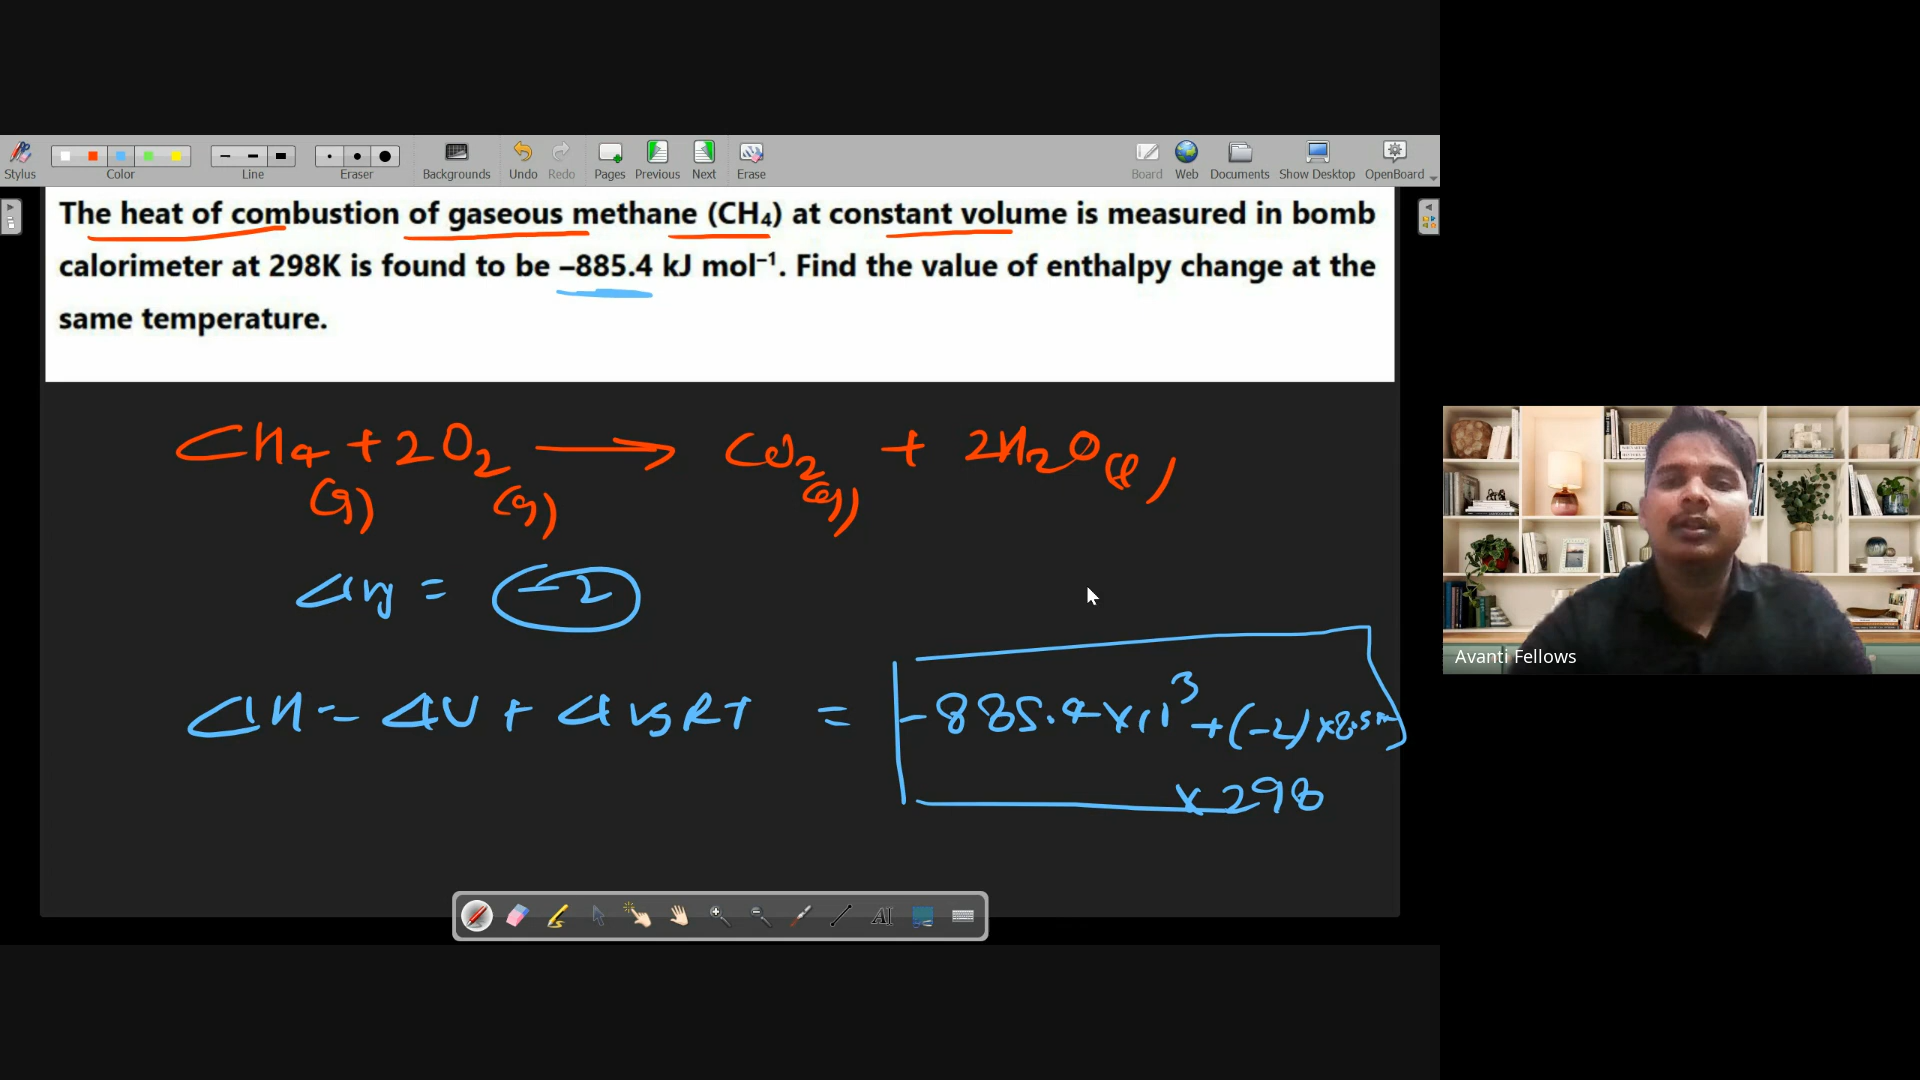 Stylus Color Line Eraser Backgrounds Undo Redo Pages Previous Next Erase Board Web Documents Show Desktop OpenBoard
The heat of combustion of gaseous methane (CH₄) at constant volume is measured in bomb
calorimeter at 298K is found to be –885.4 kJ mol⁻¹. Find the value of enthalpy change at the
same temperature.
CH₄(g) + 2O₂(g) → CO₂(g) + 2H₂O(l)
Δng = -2
ΔH = ΔU + ΔngRT = -885.4 × 10³ + (-2) ×
× 298
Avanti Fellows